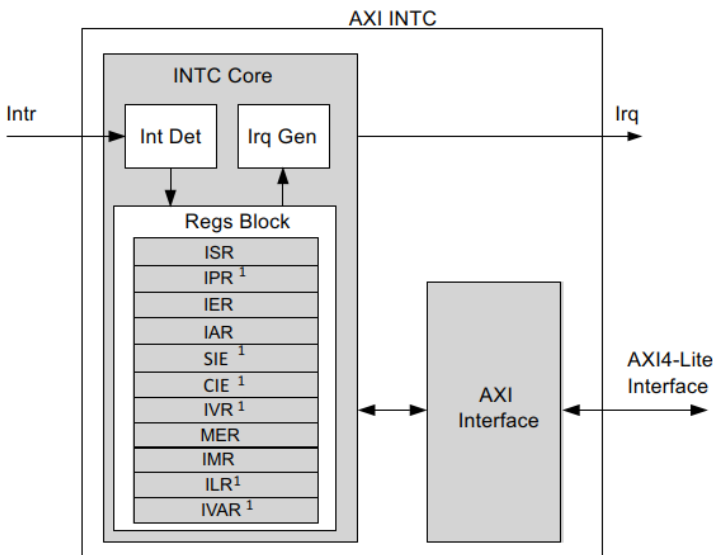 AXI INTC
INTC Core
Intr
Irq
Int Det
Irq Gen
Regs Block
ISR
IPR 1
IER
IAR
SIE 1
CIE 1
IVR 1
MER
IMR
ILR1
IVAR 1
AXI
Interface
AXI4-Lite
Interface